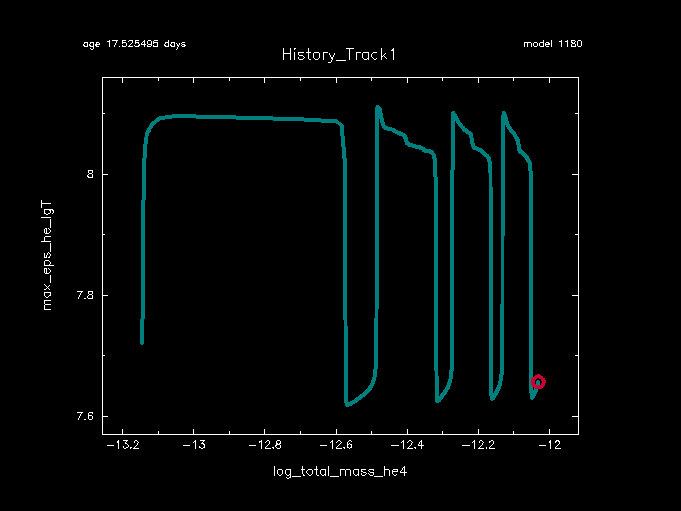 age 17.525495 days
model 1180
History_Track1
max_eps_he_lgT
8
7.8
7.6
−13.2
−13
−12.8
−12.6
−12.4
−12.2
−12
log_total_mass_he4